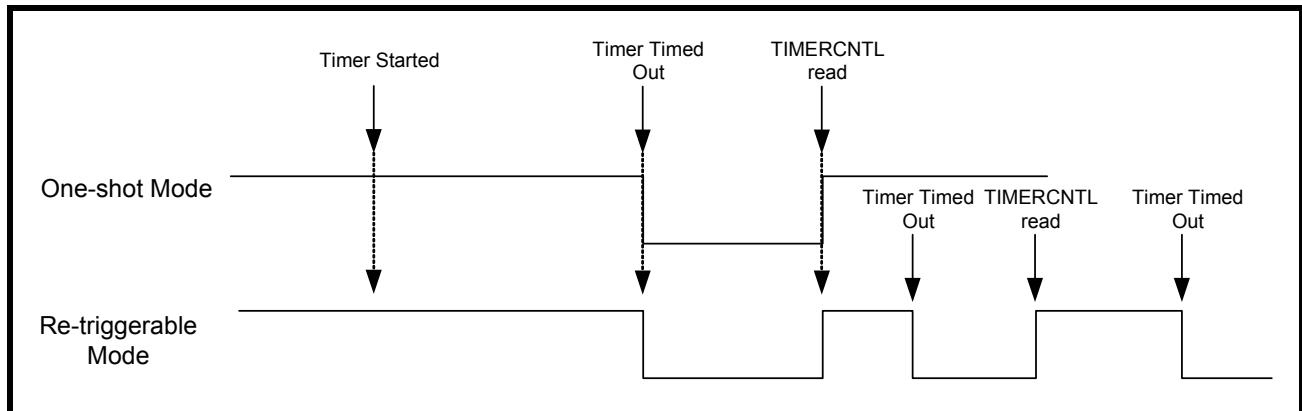 Timer Started
Timer Timed
Out
TIMERCNTL
read
One-shot Mode
Timer Timed
Out
TIMERCNTL
read
Timer Timed
Out
Re-triggerable
Mode